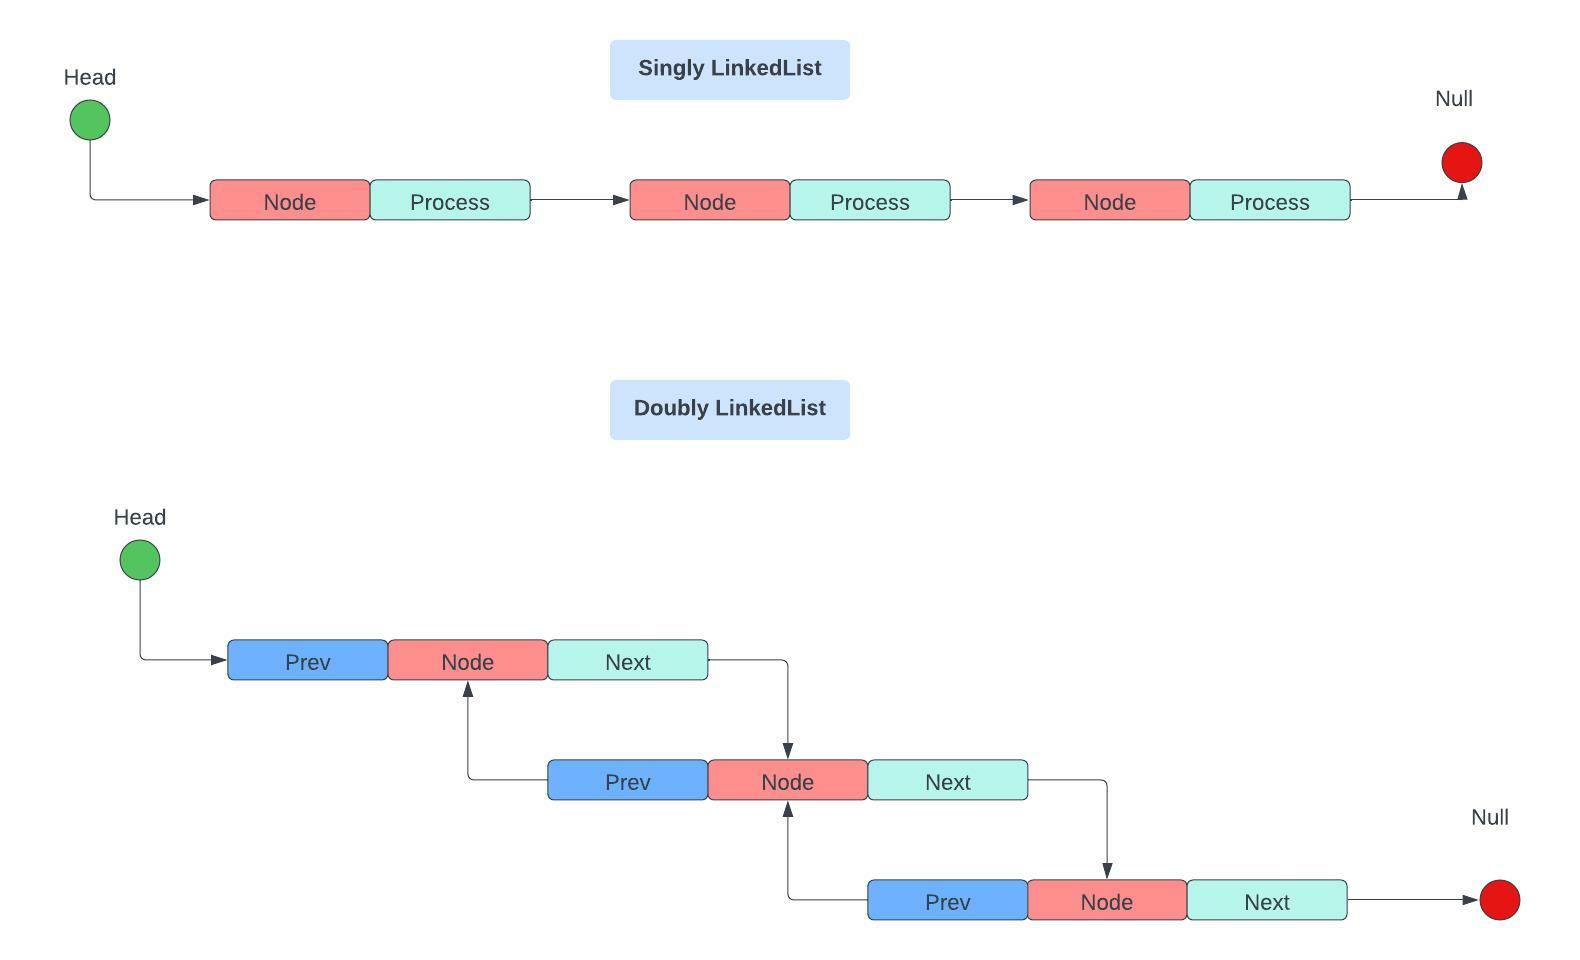 Singly LinkedList
Head
Null
Node Process Node Process Node Process
Doubly LinkedList
Head
Prev Node Next
Prev Node Next
Null
Prev Node Next